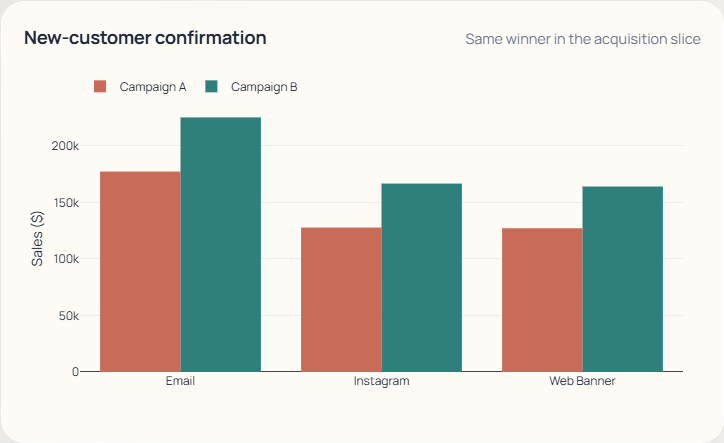 New-customer confirmation
Same winner in the acquisition slice
Campaign A
Campaign B
Sales ($)
200k
150k
100k
50k
0
Email
Instagram
Web Banner